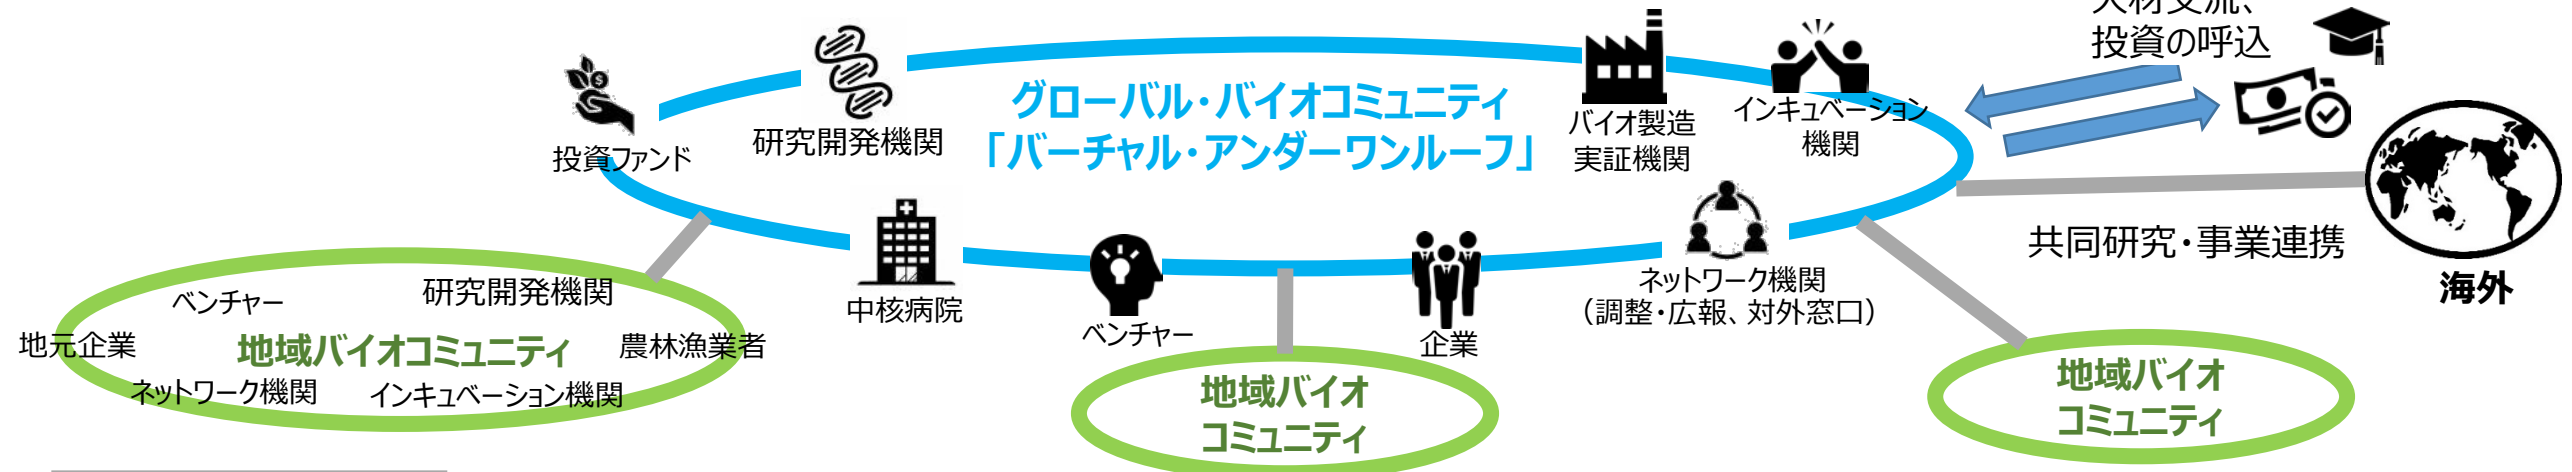 人材交流、
投資の呼込
グローバル・バイオコミュニティ
「バーチャル・アンダーワンルーフ」
投資ファンド
研究開発機関
バイオ製造
実証機関
インキュベーション
機関
中核病院
ベンチャー
企業
ネットワーク機関
（調整・広報、対外窓口）
共同研究・事業連携
海外
ベンチャー
研究開発機関
地元企業
地域バイオコミュニティ
農林漁業者
ネットワーク機関
インキュベーション機関
地域バイオ
コミュニティ
地域バイオ
コミュニティ